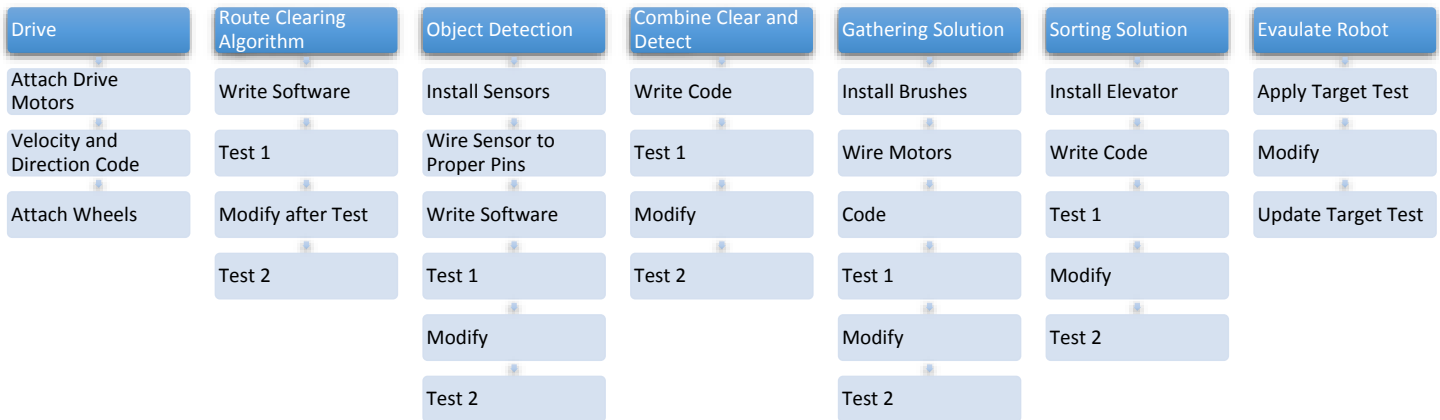 Drive
Attach Drive
Motors
Velocity and
Direction Code
Attach Wheels
Route Clearing
Algorithm
Write Software
Test 1
Modify after Test
Test 2
Object Detection
Install Sensors
Wire Sensor to
Proper Pins
Write Software
Test 1
Modify
Test 2
Combine Clear and
Detect
Write Code
Test 1
Modify
Test 2
Gathering Solution
Install Brushes
Wire Motors
Code
Test 1
Modify
Test 2
Sorting Solution
Install Elevator
Write Code
Test 1
Modify
Test 2
Evaulate Robot
Apply Target Test
Modify
Update Target Test